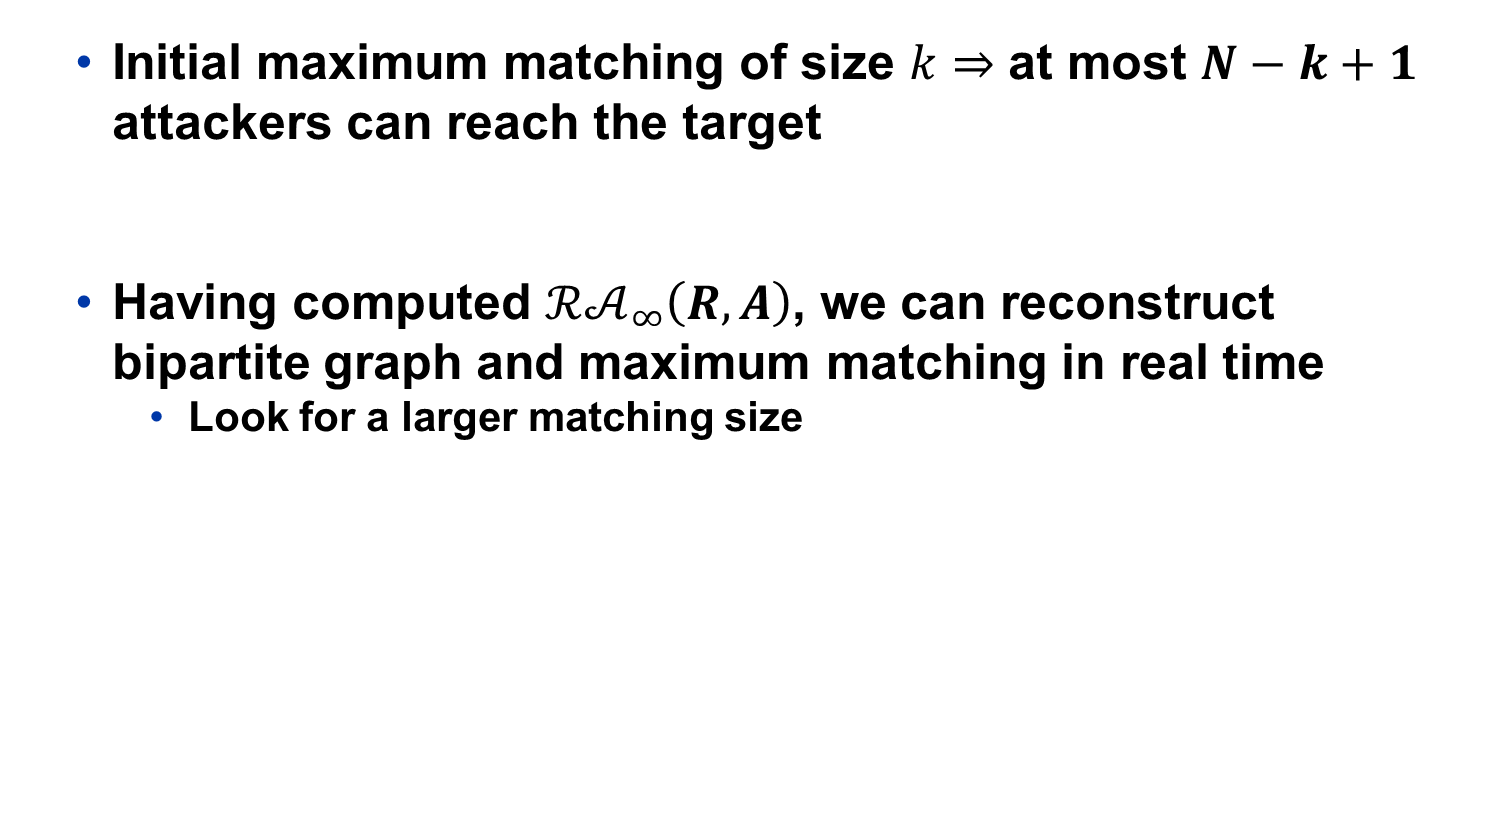 • Initial maximum matching of size 𝑘 ⇒ at most 𝑵 − 𝒌 + 𝟏
attackers can reach the target
• Having computed ℛ𝒜∞(𝑹, 𝑨), we can reconstruct
bipartite graph and maximum matching in real time
• Look for a larger matching size